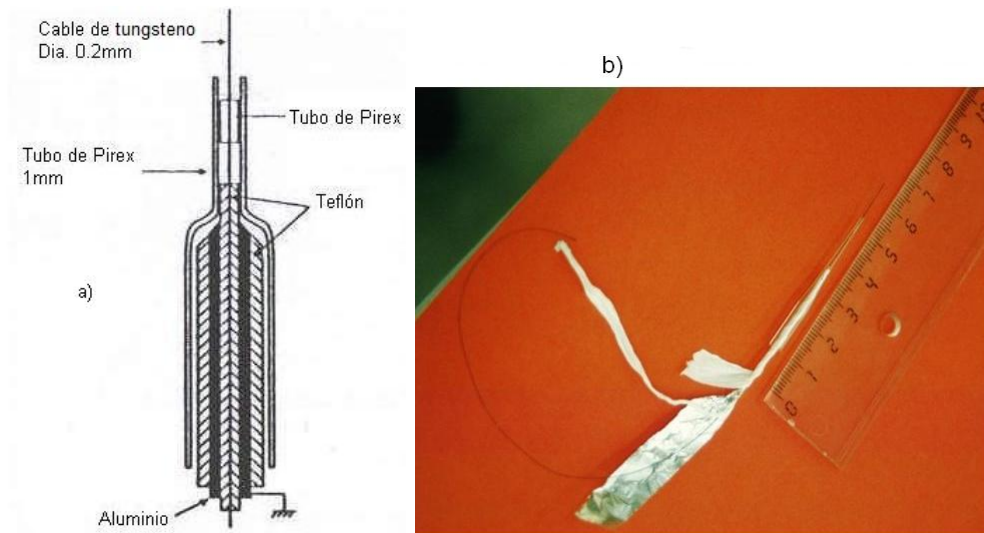 Cable de tungsteno
Dia. 0.2mm
Tubo de Pirex
Tubo de Pirex
1mm
Teflón
a)
Aluminio
b)
0 1 2 3 4 5 6 7 8 9 10